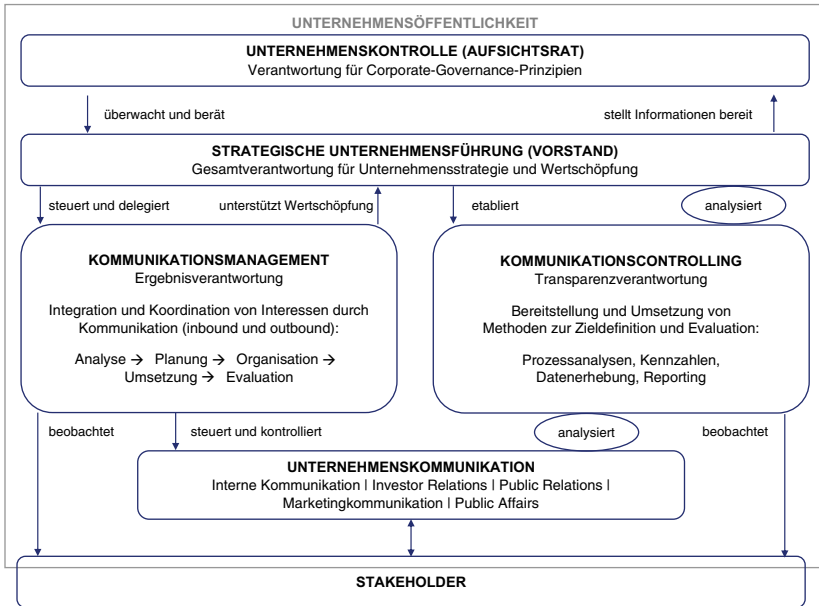 UNTERNEHMENSÖFFENTLICHKEIT
UNTERNEHMENSKONTROLLE (AUFSICHTSRAT)
Verantwortung für Corporate-Governance-Prinzipien
überwacht und berät
stellt Informationen bereit
STRATEGISCHE UNTERNEHMENSFÜHRUNG (VORSTAND)
Gesamtverantwortung für Unternehmensstrategie und Wertschöpfung
steuert und delegiert
unterstützt Wertschöpfung
etabliert
analysiert
KOMMUNIKATIONSMANAGEMENT
Ergebnisverantwortung
Integration und Koordination von Interessen durch
Kommunikation (inbound und outbound):
Analyse → Planung → Organisation →
Umsetzung → Evaluation
KOMMUNIKATIONSCONTROLLING
Transparenzverantwortung
Bereitstellung und Umsetzung von
Methoden zur Zieldefinition und Evaluation:
Prozessanalysen, Kennzahlen,
Datenerhebung, Reporting
beobachtet
steuert und kontrolliert
analysiert
beobachtet
UNTERNEHMENSKOMMUNIKATION
Interne Kommunikation | Investor Relations | Public Relations |
Marketingkommunikation | Public Affairs
STAKEHOLDER